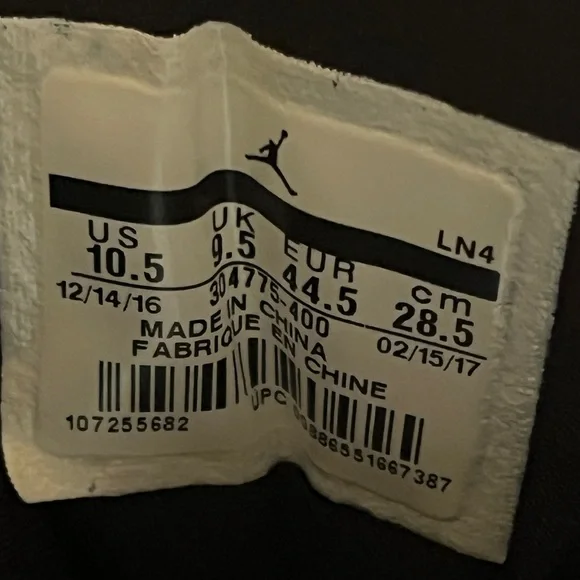 LN4
US UK EUR cm
10.5 9.5 44.5 28.5
304775-400
12/14/16 02/15/17
MADE IN CHINA
FABRIQUE EN CHINE
107255682 UPC 00886551667387